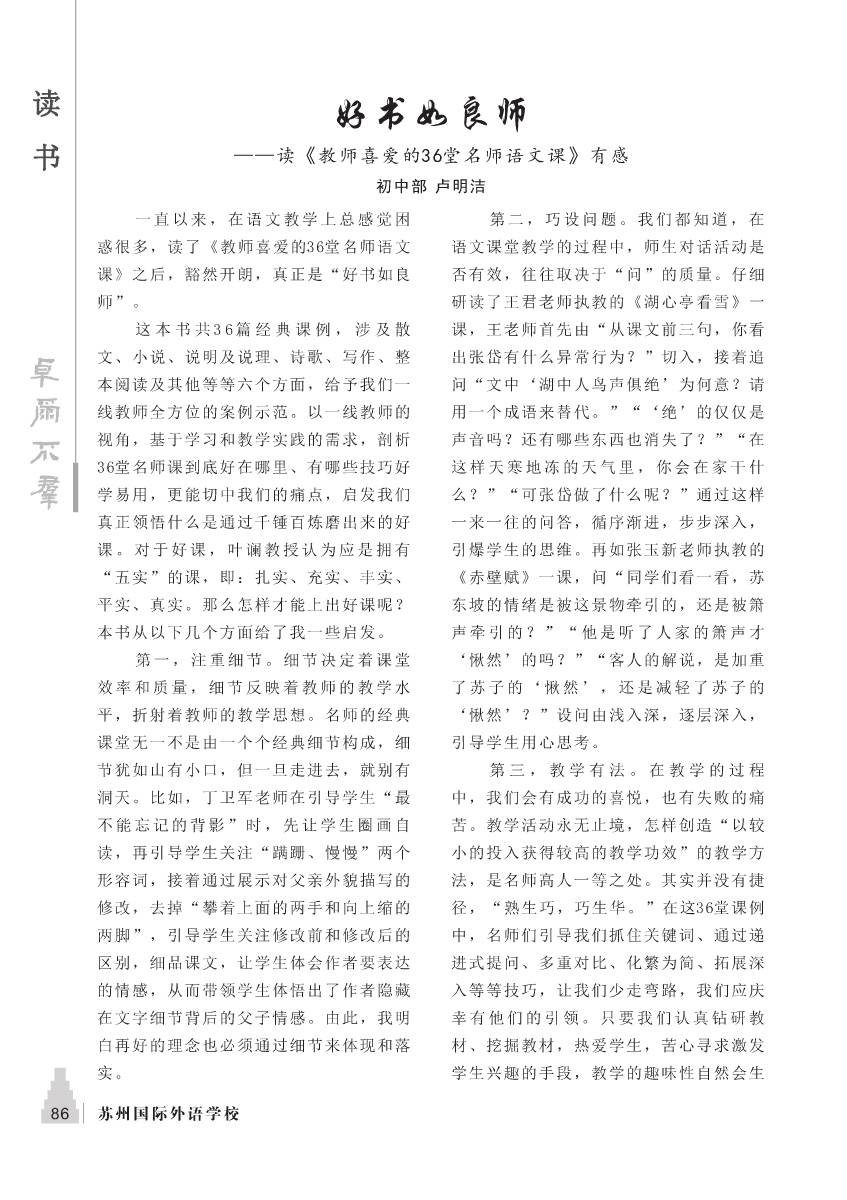 读
书
卓尔不群
好书如良师
——读《教师喜爱的36堂名师语文课》有感
初中部 卢明洁
一直以来，在语文教学上总感觉困
惑很多，读了《教师喜爱的36堂名师语文
课》之后，豁然开朗，真正是“好书如良
师”。
这本书共36篇经典课例，涉及散
文、小说、说明及说理、诗歌、写作、整
本阅读及其他等等六个方面，给予我们一
线教师全方位的案例示范。以一线教师的
视角，基于学习和教学实践的需求，剖析
36堂名师课到底好在哪里、有哪些技巧好
学易用，更能切中我们的痛点，启发我们
真正领悟什么是通过千锤百炼磨出来的好
课。对于好课，叶谰教授认为应是拥有
“五实”的课，即：扎实、充实、丰实、
平实、真实。那么怎样才能上出好课呢？
本书从以下几个方面给了我一些启发。
第一，注重细节。细节决定着课堂
效率和质量，细节反映着教师的教学水
平，折射着教师的教学思想。名师的经典
课堂无一不是由一个个经典细节构成，细
节犹如山有小口，但一旦走进去，就别有
洞天。比如，丁卫军老师在引导学生“最
不能忘记的背影”时，先让学生圈画自
读，再引导学生关注“蹒跚、慢慢”两个
形容词，接着通过展示对父亲外貌描写的
修改，去掉“攀着上面的两手和向上缩的
两脚”，引导学生关注修改前和修改后的
区别，细品课文，让学生体会作者要表达
的情感，从而带领学生体悟出了作者隐藏
在文字细节背后的父子情感。由此，我明
白再好的理念也必须通过细节来体现和落
实。
第二，巧设问题。我们都知道，在
语文课堂教学的过程中，师生对话活动是
否有效，往往取决于“问”的质量。仔细
研读了王君老师执教的《湖心亭看雪》一
课，王老师首先由“从课文前三句，你看
出张岱有什么异常行为？”切入，接着追
问“文中‘湖中人鸟声俱绝’为何意？请
用一个成语来替代。”“‘绝’的仅仅是
声音吗？还有哪些东西也消失了？”“在
这样天寒地冻的天气里，你会在家干什
么？”“可张岱做了什么呢？”通过这样
一来一往的问答，循序渐进，步步深入，
引爆学生的思维。再如张玉新老师执教的
《赤壁赋》一课，问“同学们看一看，苏
东坡的情绪是被这景物牵引的，还是被箫
声牵引的？”“他是听了人家的箫声才
‘愀然’的吗？”“客人的解说，是加重
了苏子的‘愀然’，还是减轻了苏子的
‘愀然’？”设问由浅入深，逐层深入，
引导学生用心思考。
第三，教学有法。在教学的过程
中，我们会有成功的喜悦，也有失败的痛
苦。教学活动永无止境，怎样创造“以较
小的投入获得较高的教学功效”的教学方
法，是名师高人一等之处。其实并没有捷
径，“熟生巧，巧生华。”在这36堂课例
中，名师们引导我们抓住关键词、通过递
进式提问、多重对比、化繁为简、拓展深
入等等技巧，让我们少走弯路，我们应庆
幸有他们的引领。只要我们认真钻研教
材、挖掘教材，热爱学生，苦心寻求激发
学生兴趣的手段，教学的趣味性自然会生
86 苏州国际外语学校